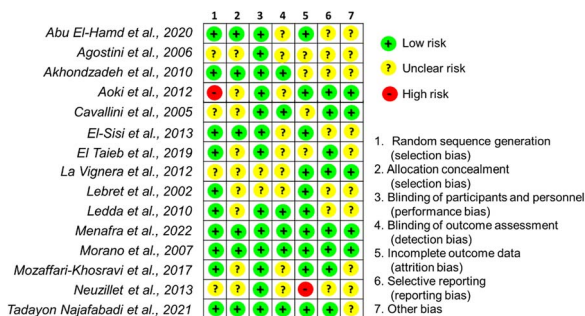 1 2 3 4 5 6 7
Abu El-Hamd et al., 2020 + + + ? + ? ?
Agostini et al., 2006 ? ? + ? ? ? ?
Akhondzadeh et al., 2010 + + + + ? ? ?
Aoki et al., 2012 - ? + ? + + +
Cavallini et al., 2005 ? ? + + ? + +
El-Sisi et al., 2013 + + + ? + ? ?
El Taieb et al., 2019 + ? + ? ? + ?
La Vignera et al., 2012 ? ? ? ? + + +
Lebret et al., 2002 + ? ? ? + ? ?
Ledda et al., 2010 + ? + + + ? ?
Menafra et al., 2022 + + + + + + +
Morano et al., 2007 + + + + + + +
Mozaffari-Khosravi et al., 2017 + ? + ? + + ?
Neuzillet et al., 2013 ? ? + ? - ? ?
Tadayon Najafabadi et al., 2021 + + + + + + ?
+ Low risk
? Unclear risk
- High risk
1. Random sequence generation
(selection bias)
2. Allocation concealment
(selection bias)
3. Blinding of participants and personnel
(performance bias)
4. Blinding of outcome assessment
(detection bias)
5. Incomplete outcome data
(attrition bias)
6. Selective reporting
(reporting bias)
7. Other bias